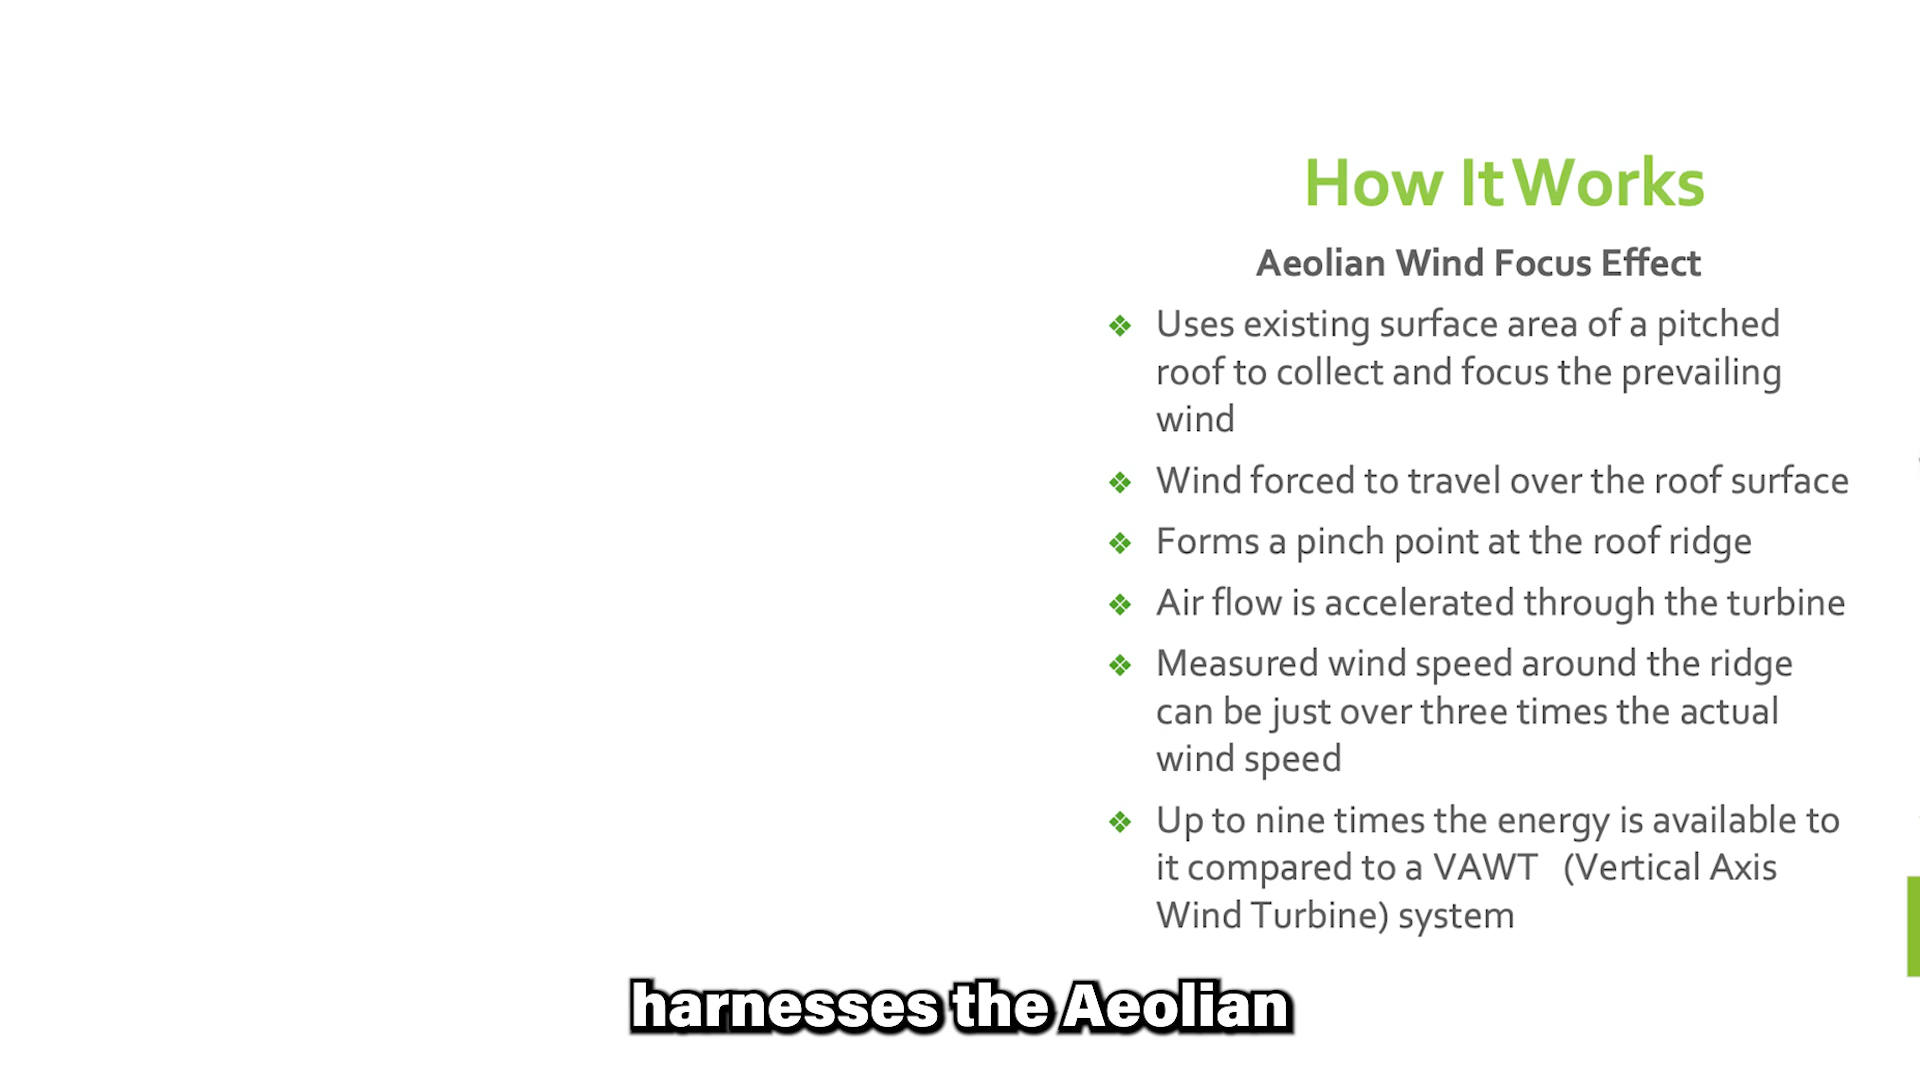 How It Works
Aeolian Wind Focus Effect
❖ Uses existing surface area of a pitched
roof to collect and focus the prevailing
wind
❖ Wind forced to travel over the roof surface
❖ Forms a pinch point at the roof ridge
❖ Air flow is accelerated through the turbine
❖ Measured wind speed around the ridge
can be just over three times the actual
wind speed
❖ Up to nine times the energy is available to
it compared to a VAWT (Vertical Axis
Wind Turbine) system
harnesses the Aeolian